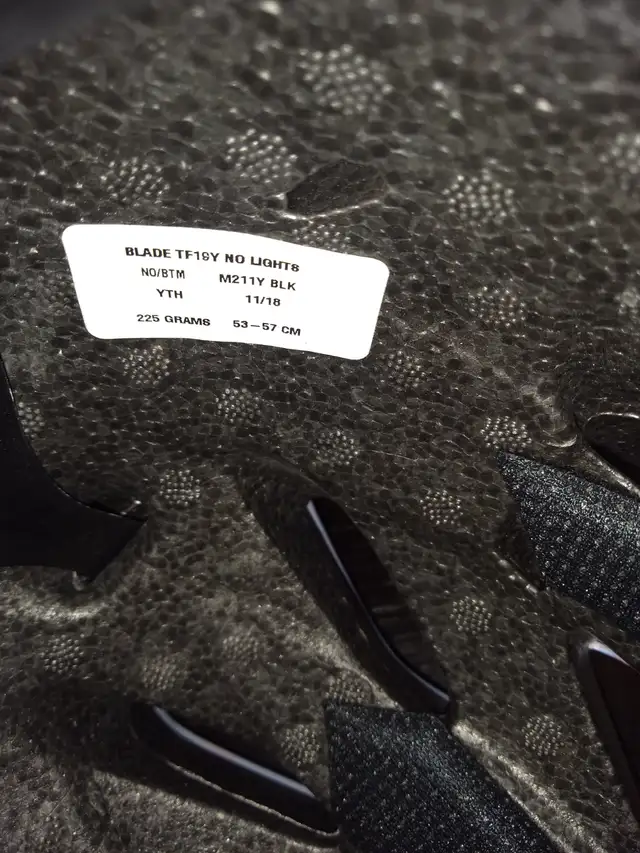 BLADE TF19Y NO LIGHTS
NO/BTM M211Y BLK
YTH 11/18
225 GRAMS 53-57 CM